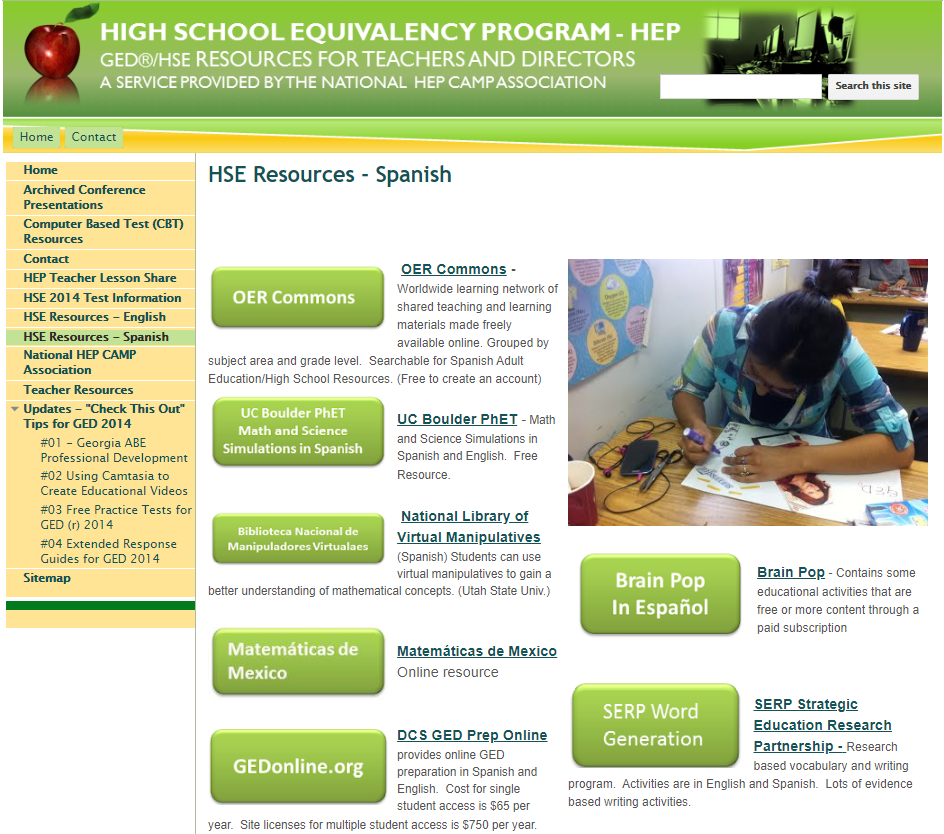 HIGH SCHOOL EQUIVALENCY PROGRAM - HEP
GED®/HSE RESOURCES FOR TEACHERS AND DIRECTORS
A SERVICE PROVIDED BY THE NATIONAL HEP CAMP ASSOCIATION
Search this site
Home Contact
Home
Archived Conference
Presentations
Computer Based Test (CBT)
Resources
Contact
HEP Teacher Lesson Share
HSE 2014 Test Information
HSE Resources – English
HSE Resources – Spanish
National HEP CAMP
Association
Teacher Resources
Updates – "Check This Out"
Tips for GED 2014
#01 – Georgia ABE
Professional Development
#02 Using Camtasia to
Create Educational Videos
#03 Free Practice Tests for
GED (r) 2014
#04 Extended Response
Guides for GED 2014
Sitemap
HSE Resources - Spanish
OER Commons
OER Commons -
Worldwide learning network of
shared teaching and learning
materials made freely
available online. Grouped by
subject area and grade level. Searchable for Spanish Adult
Education/High School Resources. (Free to create an account)
UC Boulder PhET
Math and Science
Simulations in Spanish
UC Boulder PhET - Math
and Science Simulations in
Spanish and English. Free
Resource.
Biblioteca Nacional de
Manipuladores Virtualaes
National Library of
Virtual Manipulatives
(Spanish) Students can use
virtual manipulatives to gain a
better understanding of mathematical concepts. (Utah State Univ.)
Matemáticas de
Mexico
Matemáticas de Mexico
Online resource
GEDonline.org
DCS GED Prep Online
provides online GED
preparation in Spanish and
English. Cost for single
student access is $65 per
year. Site licenses for multiple student access is $750 per year.
Brain Pop
In Español
Brain Pop - Contains some
educational activities that are
free or more content through a
paid subscription
SERP Word
Generation
SERP Strategic
Education Research
Partnership - Research
based vocabulary and writing
program. Activities are in English and Spanish. Lots of evidence
based writing activities.